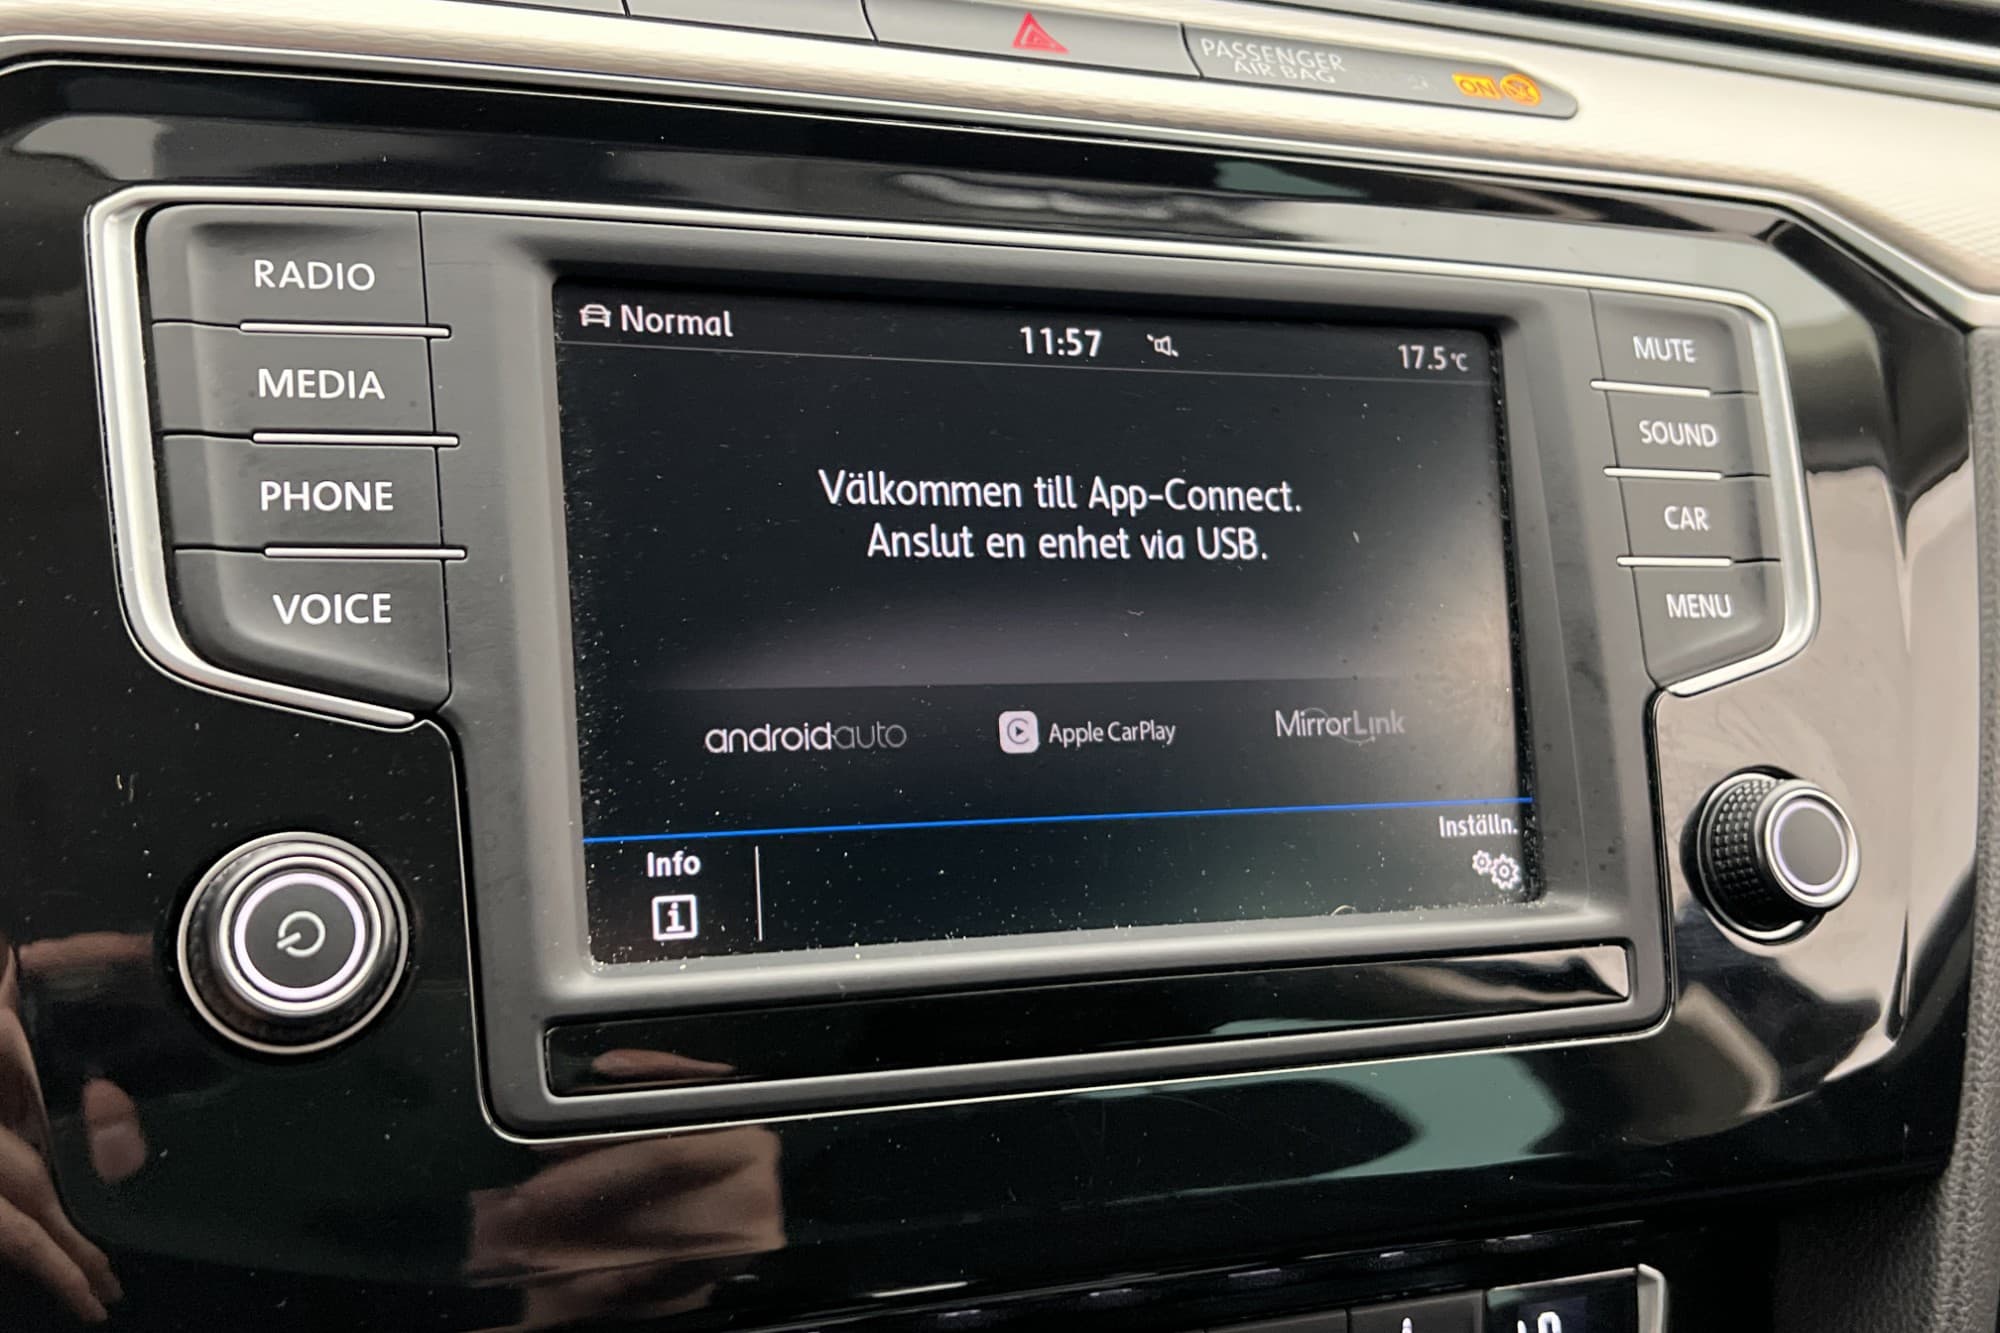 PASSENGER
AIR BAG
ON
RADIO
MEDIA
PHONE
VOICE
Normal
11:57
17.5°C
Välkommen till App-Connect.
Anslut en enhet via USB.
androidauto
Apple CarPlay
MirrorLink
Info
Inställn.
MUTE
SOUND
CAR
MENU